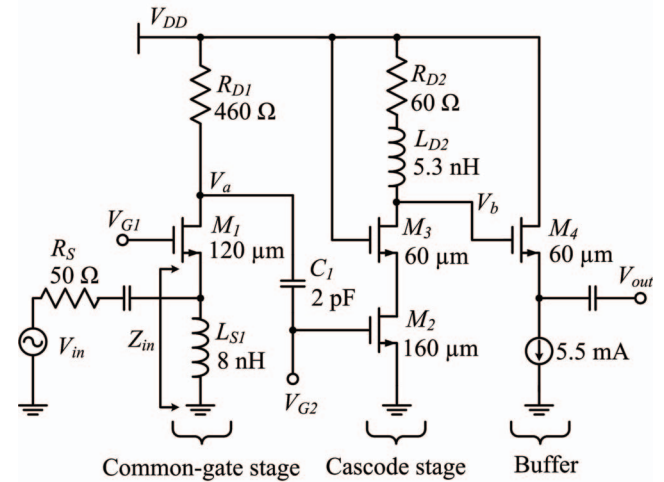 V_DD
R_D1
460 Ω
R_D2
60 Ω
L_D2
5.3 nH
V_a
V_b
V_G1
M_1
120 µm
M_3
60 µm
M_4
60 µm
R_S
50 Ω
C_1
2 pF
V_out
V_in
Z_in
L_S1
8 nH
M_2
160 µm
5.5 mA
V_G2
Common-gate stage
Cascode stage
Buffer